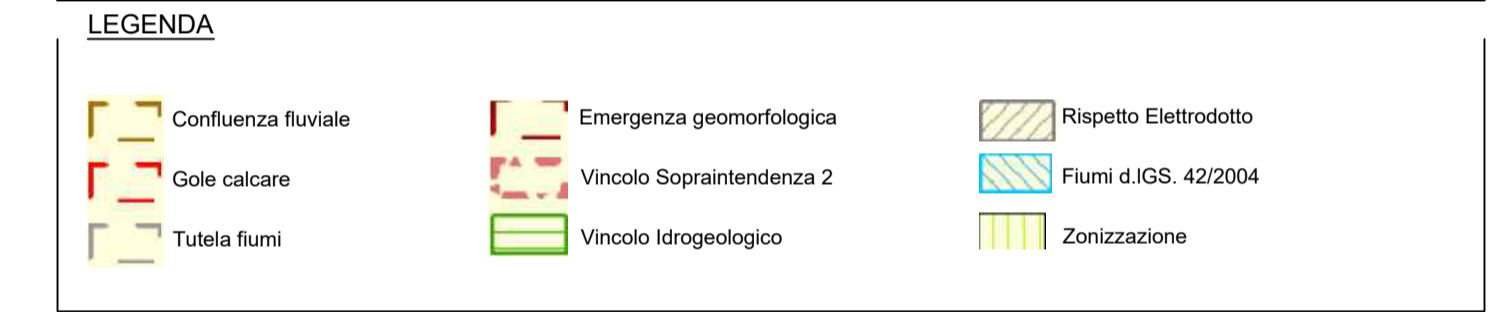 LEGENDA
Confluenza fluviale
Gole calcare
Tutela fiumi
Emergenza geomorfologica
Vincolo Sopraintendenza 2
Vincolo Idrogeologico
Rispetto Elettrodotto
Fiumi d.lGS. 42/2004
Zonizzazione